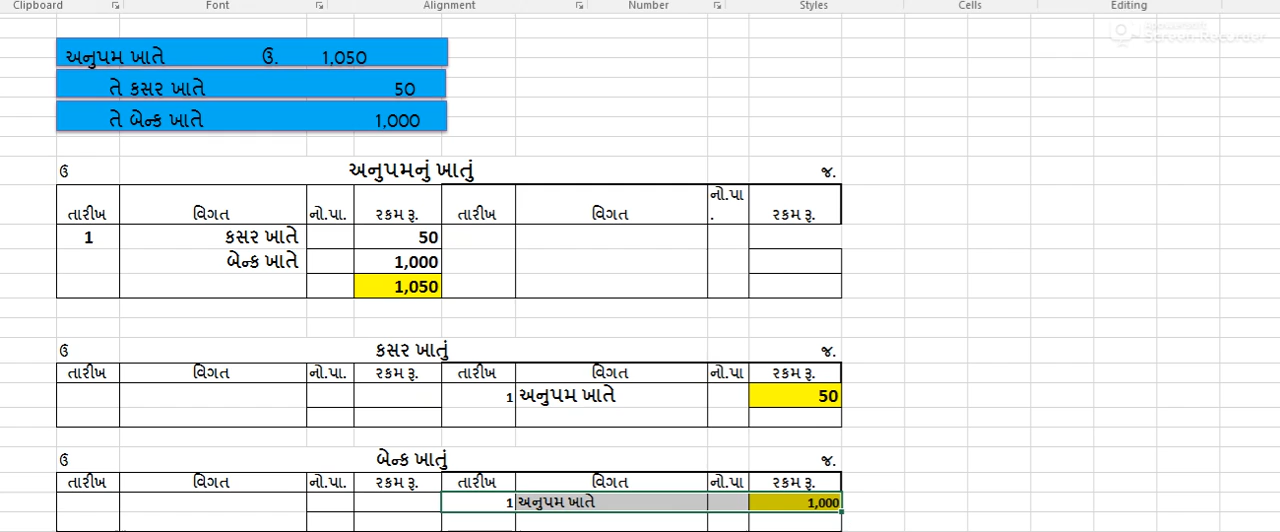 Clipboard Font Alignment Number Styles Cells Editing
Screen Recorder
અનુપમ ખાતે ઉ. 1,050
તે કસર ખાતે 50
તે બેન્ક ખાતે 1,000
ઉ અનુપમનું ખાતું જ.
તારીખ વિગત નો.પા. રકમ રૂ. તારીખ વિગત નો.પા. રકમ રૂ.
1 કસર ખાતે 50
બેન્ક ખાતે 1,000
1,050
ઉ કસર ખાતું જ.
તારીખ વિગત નો.પા. રકમ રૂ. તારીખ વિગત નો.પા રકમ રૂ.
1 અનુપમ ખાતે 50
ઉ બેન્ક ખાતું જ.
તારીખ વિગત નો.પા. રકમ રૂ. તારીખ વિગત નો.પા રકમ રૂ.
1 અનુપમ ખાતે 1,000